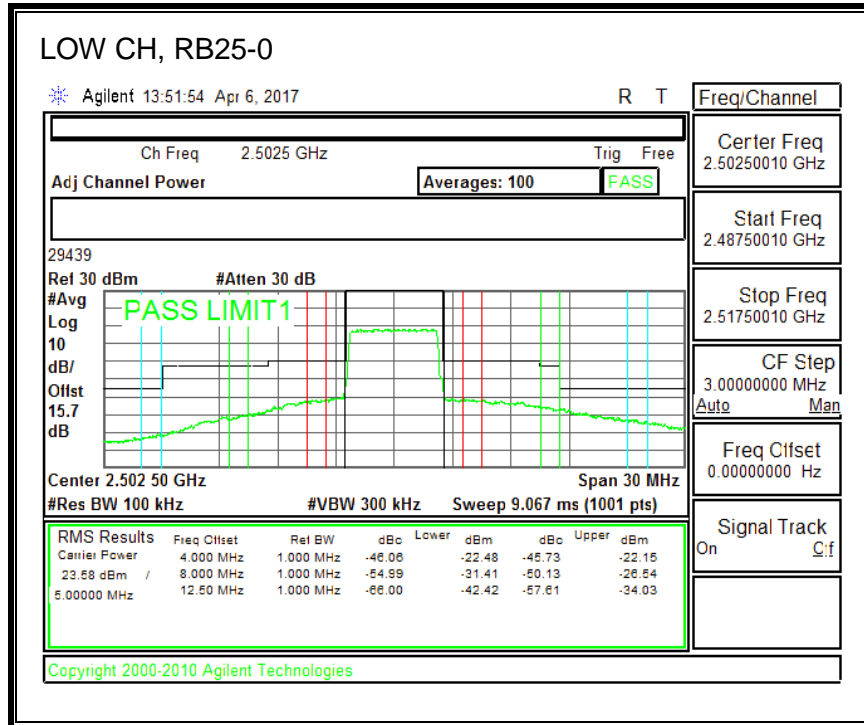 LOW CH, RB25-0
Agilent 13:51:54 Apr 6, 2017 R T
Freq/Channel
Ch Freq 2.5025 GHz Trig Free
Adj Channel Power Averages: 100 PASS
Center Freq
2.50250010 GHz
Start Freq
2.48750010 GHz
Stop Freq
2.51750010 GHz
CF Step
3.00000000 MHz
Auto Man
Freq Offset
0.00000000 Hz
Signal Track
On Off
29439
Ref 30 dBm #Atten 30 dB
#Avg
Log
10
dB/
Offst
15.7
dB
PASS LIMIT1
Center 2.502 50 GHz Span 30 MHz
#Res BW 100 kHz #VBW 300 kHz Sweep 9.067 ms (1001 pts)
RMS Results Freq Offset Ref BW dBc Lower dBm dBc Upper dBm
Carrier Power 4.000 MHz 1.000 MHz -46.06 -22.48 -45.73 -22.15
23.58 dBm / 8.000 MHz 1.000 MHz -54.99 -31.41 -50.13 -26.54
5.00000 MHz 12.50 MHz 1.000 MHz -66.00 -42.42 -57.61 -34.03
Copyright 2000-2010 Agilent Technologies